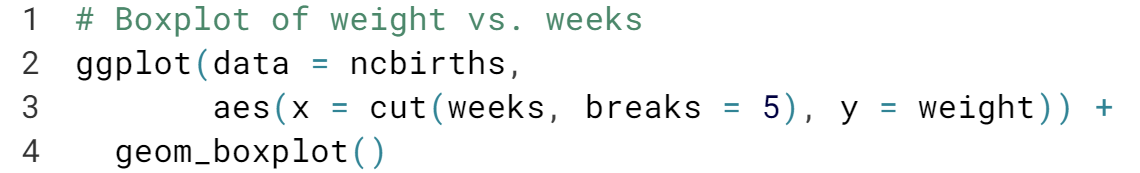 1 # Boxplot of weight vs. weeks
2 ggplot(data = ncbirths,
3        aes(x = cut(weeks, breaks = 5), y = weight)) +
4   geom_boxplot()